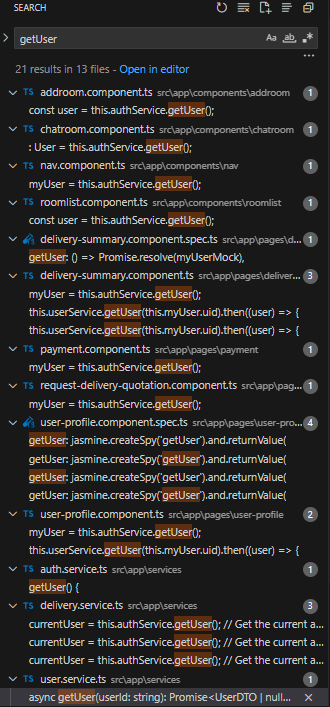 SEARCH
getUser
Aa ab .*
21 results in 13 files - Open in editor
TS addroom.component.ts src\app\components\addroom 1
const user = this.authService.getUser();
TS chatroom.component.ts src\app\components\chatroom 1
: User = this.authService.getUser();
TS nav.component.ts src\app\components\nav 1
myUser = this.authService.getUser();
TS roomlist.component.ts src\app\components\roomlist 1
const user = this.authService.getUser();
delivery-summary.component.spec.ts src\app\pages\d... 1
getUser: () => Promise.resolve(myUserMock),
TS delivery-summary.component.ts src\app\pages\deliver... 3
myUser = this.authService.getUser();
this.userService.getUser(this.myUser.uid).then((user) => {
this.userService.getUser(this.myUser.uid).then((user) => {
TS payment.component.ts src\app\pages\payment 1
myUser = this.authService.getUser();
TS request-delivery-quotation.component.ts src\app\pag... 1
myUser = this.authService.getUser();
user-profile.component.spec.ts src\app\pages\user-pro... 4
getUser: jasmine.createSpy('getUser').and.returnValue(
getUser: jasmine.createSpy('getUser').and.returnValue(
getUser: jasmine.createSpy('getUser').and.returnValue(
getUser: jasmine.createSpy('getUser').and.returnValue(
TS user-profile.component.ts src\app\pages\user-profile 2
myUser = this.authService.getUser();
this.userService.getUser(this.myUser.uid).then((user) => {
TS auth.service.ts src\app\services 1
getUser() {
TS delivery.service.ts src\app\services 3
currentUser = this.authService.getUser(); // Get the current a...
currentUser = this.authService.getUser(); // Get the current a...
currentUser = this.authService.getUser(); // Get the current a...
TS user.service.ts src\app\services 1
async getUser(userId: string): Promise<UserDTO | null...